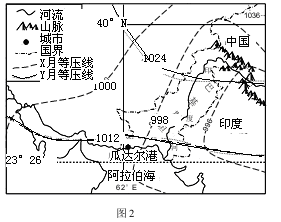 河流
山脉
城市
国界
X月等压线
Y月等压线
40° N
1036
中国
1024
1000
998
998
印度
1012
瓜达尔港
23° 26
阿拉伯海
62° E
图2